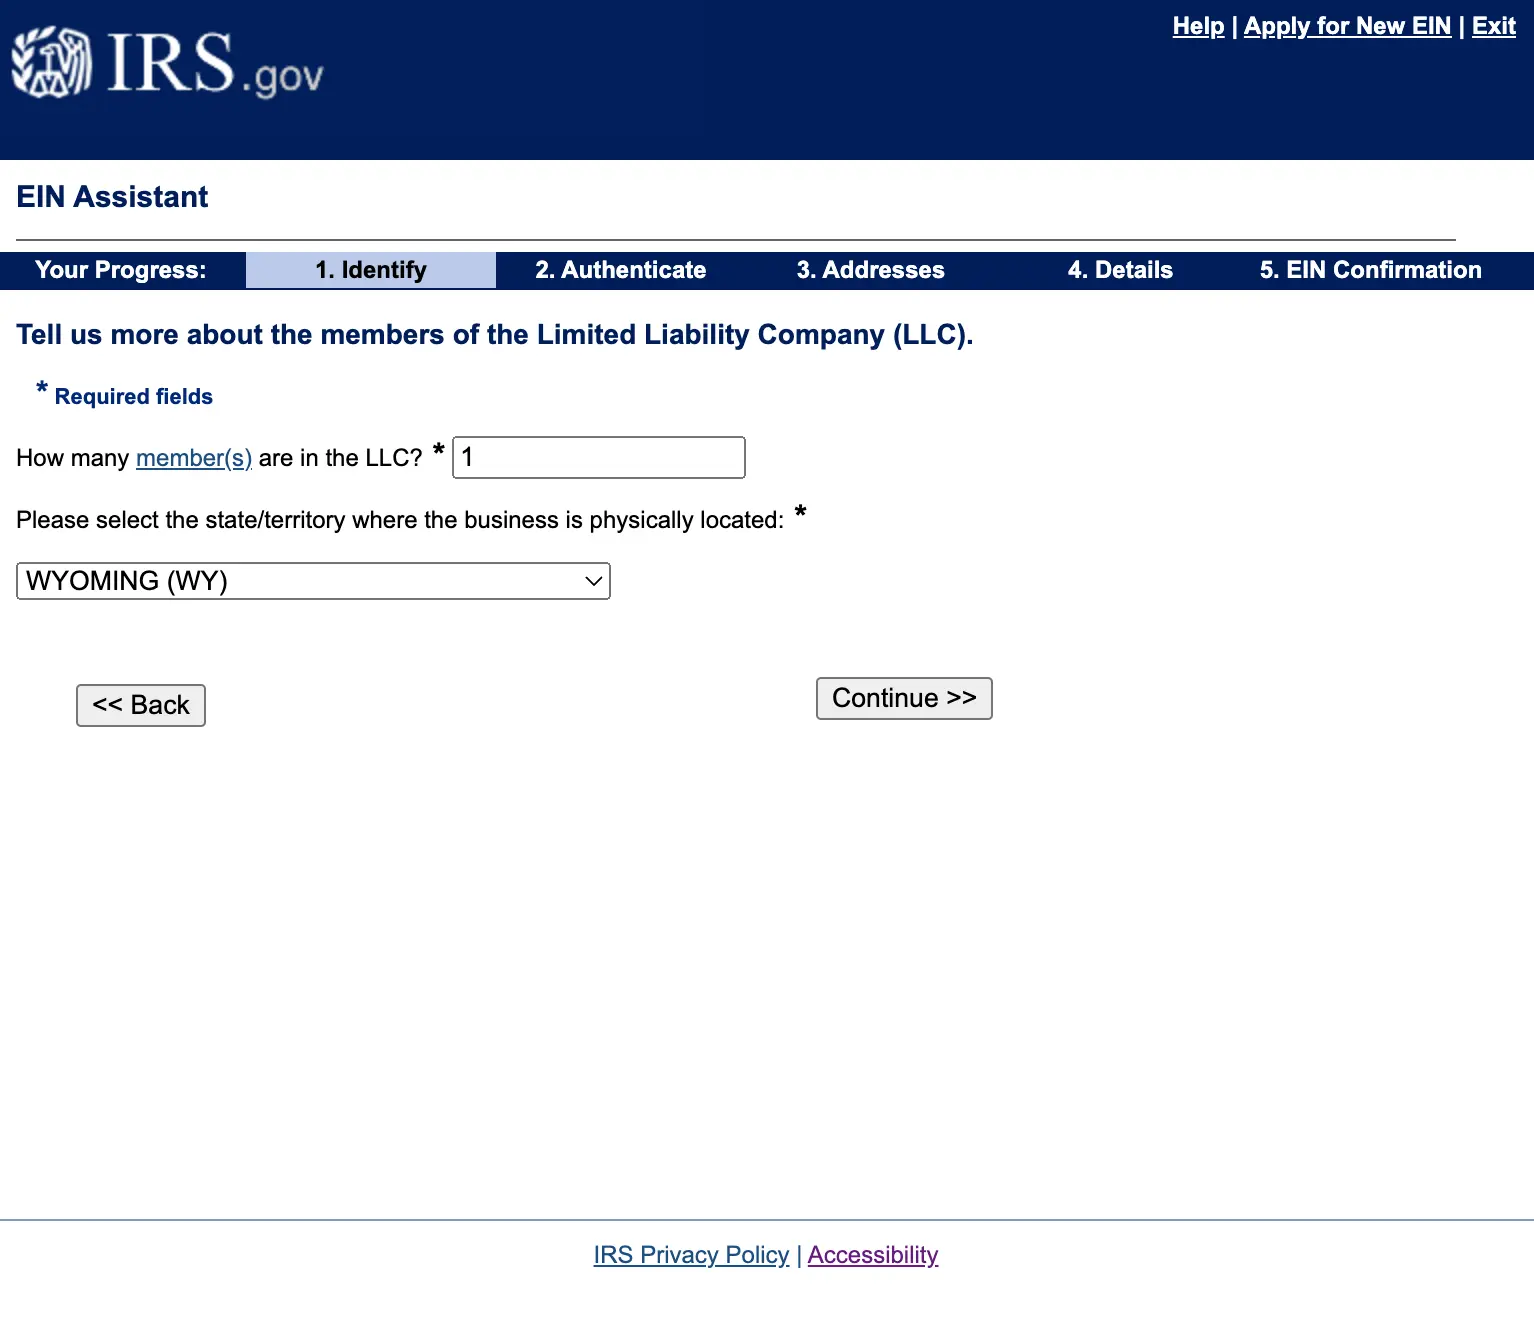 IRS.gov
Help | Apply for New EIN | Exit
EIN Assistant
Your Progress: 1. Identify 2. Authenticate 3. Addresses 4. Details 5. EIN Confirmation
Tell us more about the members of the Limited Liability Company (LLC).
* Required fields
How many member(s) are in the LLC? * 1
Please select the state/territory where the business is physically located: *
WYOMING (WY)
<< Back Continue >>
IRS Privacy Policy | Accessibility